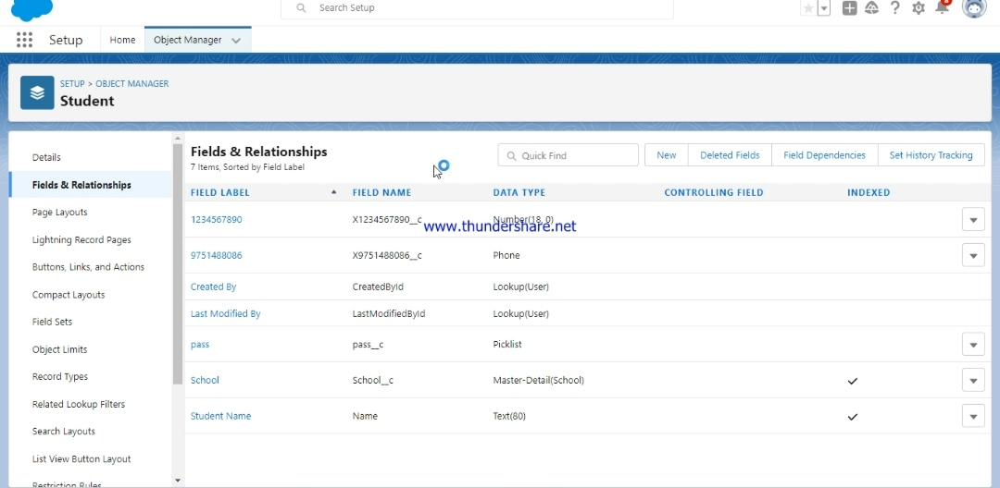 Search Setup
Setup Home Object Manager
SETUP > OBJECT MANAGER
Student
Details
Fields & Relationships
Page Layouts
Lightning Record Pages
Buttons, Links, and Actions
Compact Layouts
Field Sets
Object Limits
Record Types
Related Lookup Filters
Search Layouts
List View Button Layout
Restriction Rules
Fields & Relationships
7 Items, Sorted by Field Label
Quick Find New Deleted Fields Field Dependencies Set History Tracking
FIELD LABEL FIELD NAME DATA TYPE CONTROLLING FIELD INDEXED
1234567890 X1234567890__c Number(18, 0)
www.thundershare.net
9751488086 X9751488086__c Phone
Created By CreatedById Lookup(User)
Last Modified By LastModifiedById Lookup(User)
pass pass__c Picklist
School School__c Master-Detail(School)
Student Name Name Text(80)